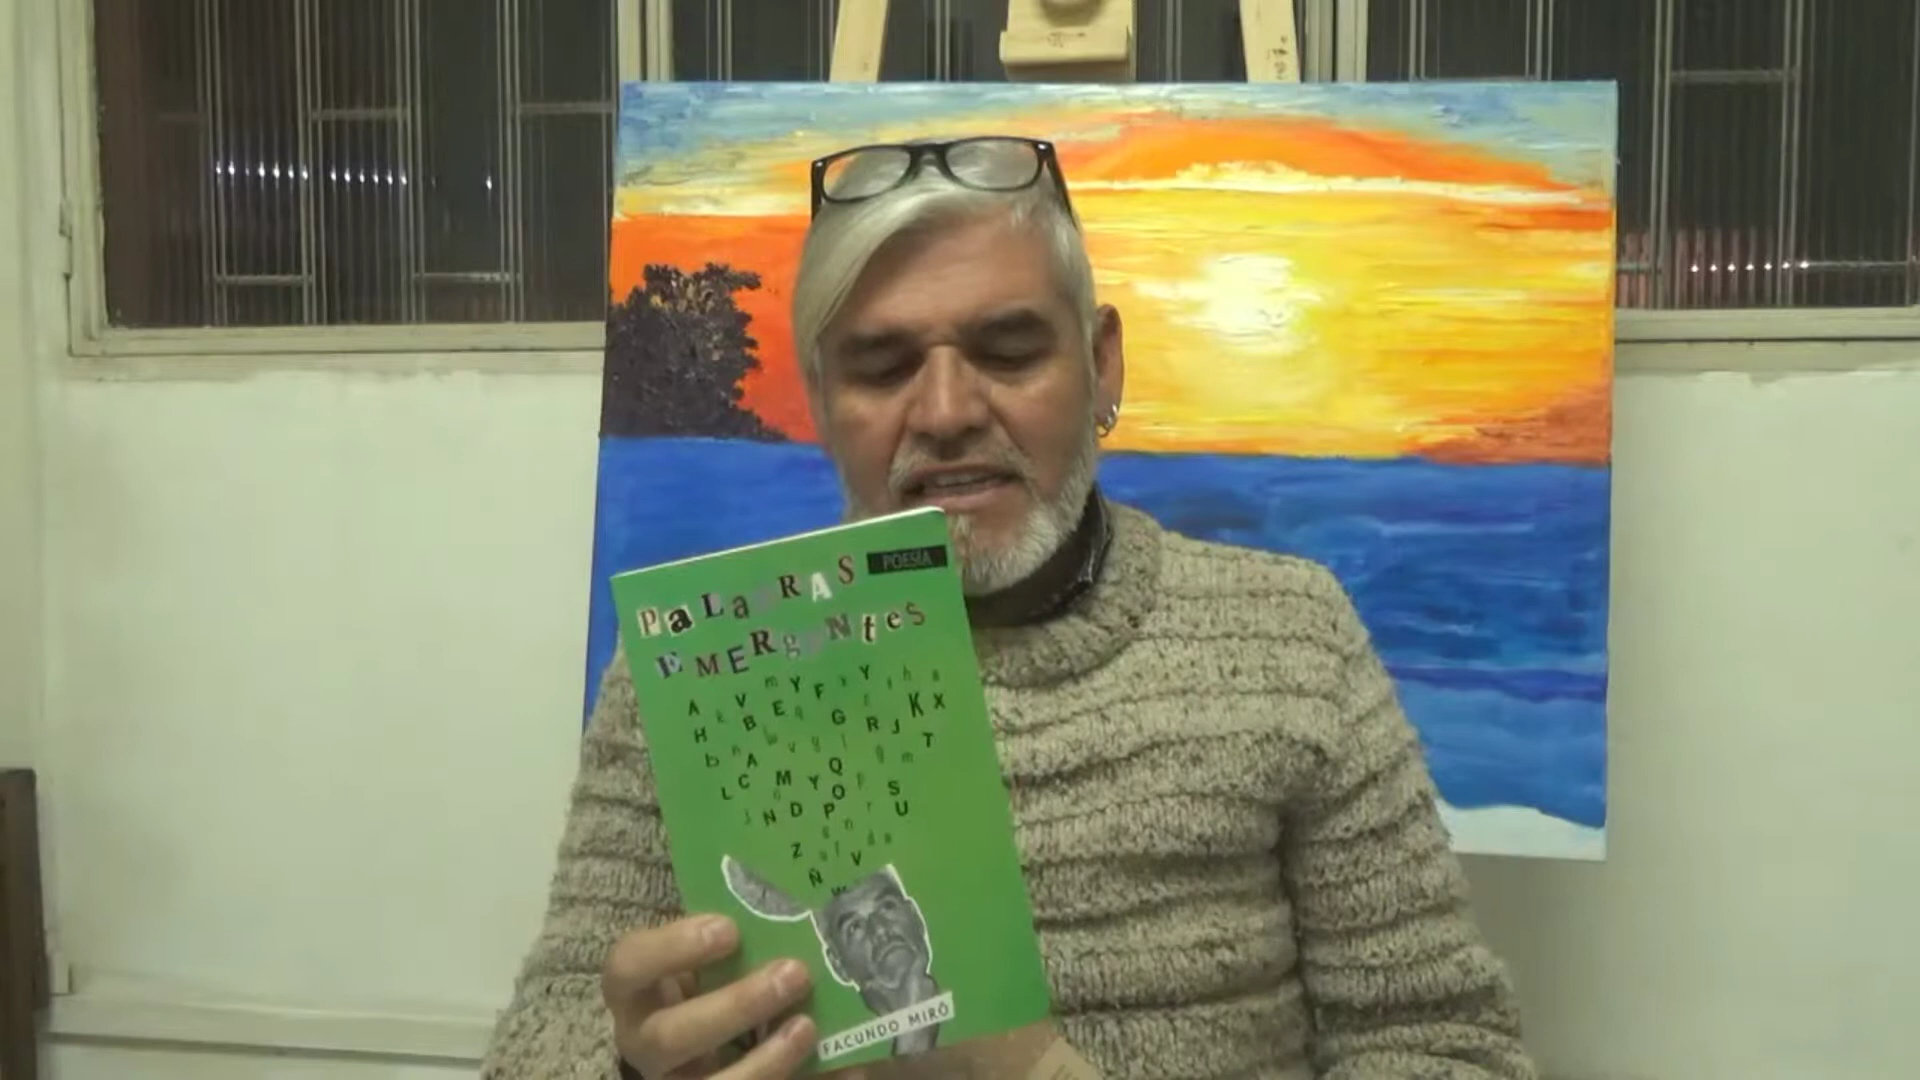 POESÍA
PaLabRAS
EMERgeNteS
m Y F x Y s h a
A V E K X
H B G R J
T
b n w v g l g m
A Q
L C M Y O S
J N D P r U
a n
Z a f V d a
Ñ
w
FACUNDO MIRÓ